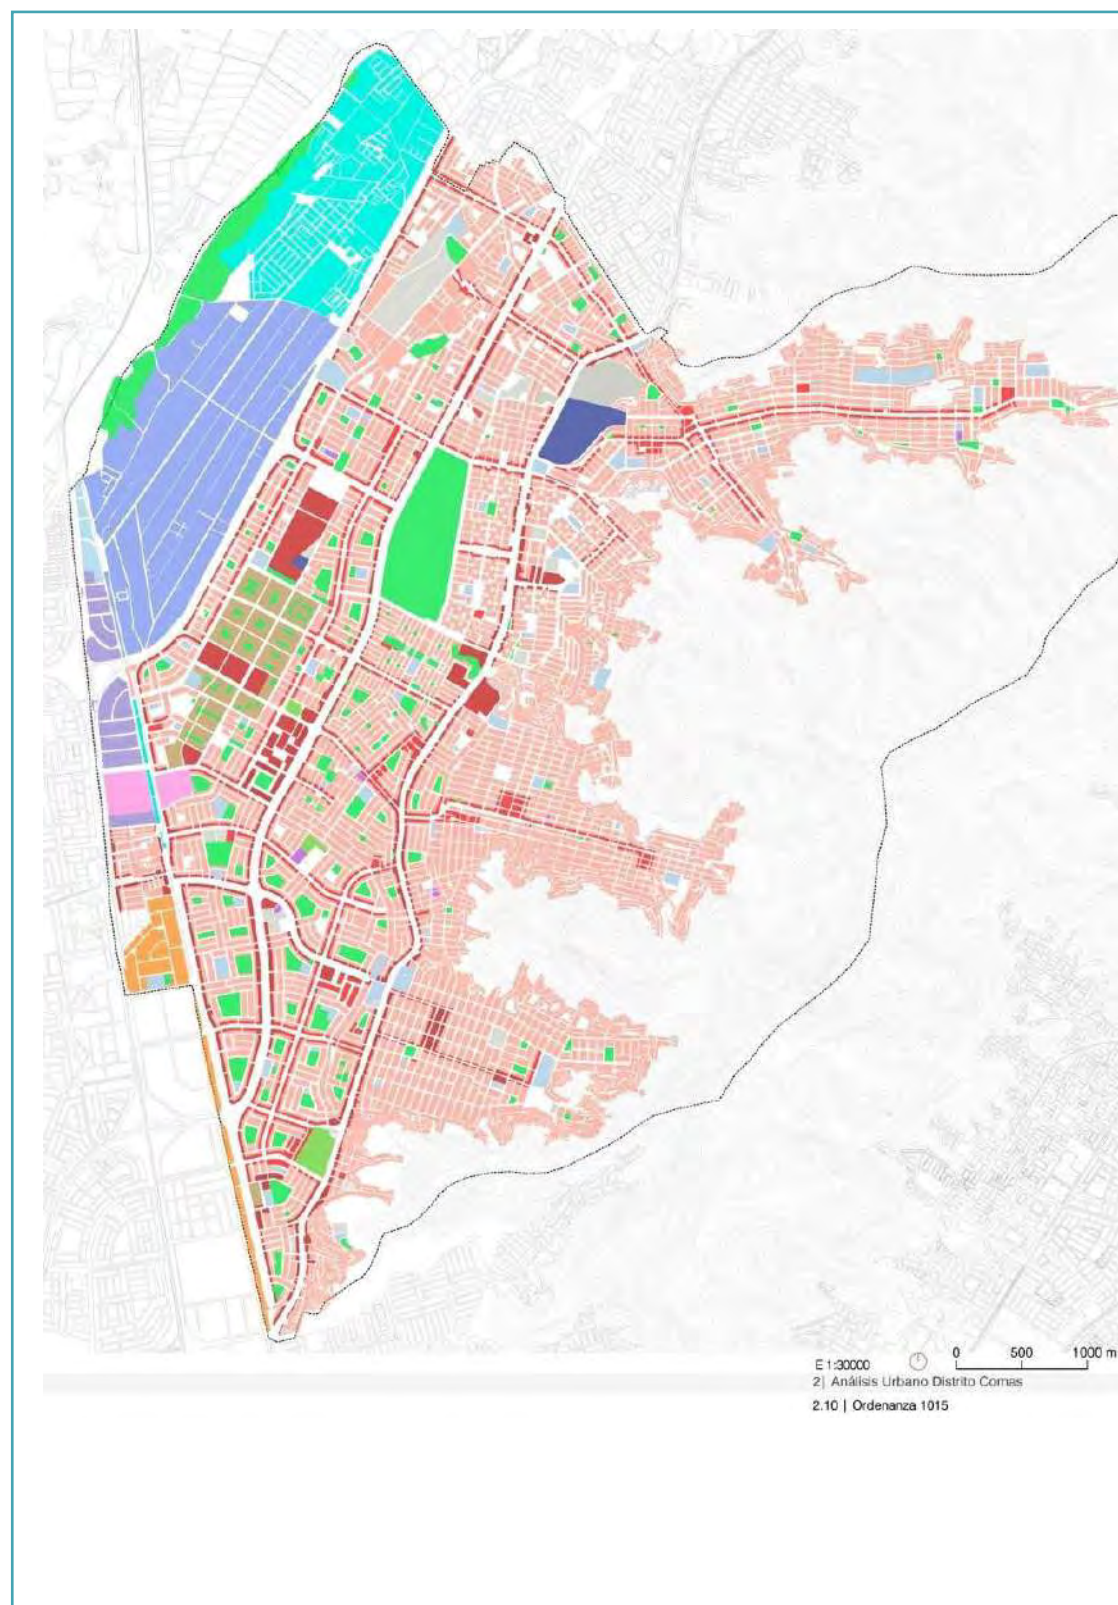 E 1:30000
0 500 1000 m
2| Análisis Urbano Distrito Comas
2.10 | Ordenanza 1015